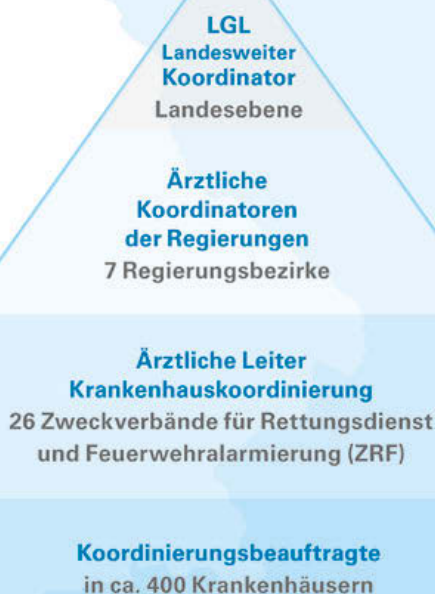 LGL
Landesweiter
Koordinator
Landesebene
Ärztliche
Koordinatoren
der Regierungen
7 Regierungsbezirke
Ärztliche Leiter
Krankenhauskoordinierung
26 Zweckverbände für Rettungsdienst
und Feuerwehralarmierung (ZRF)
Koordinierungsbeauftragte
in ca. 400 Krankenhäusern